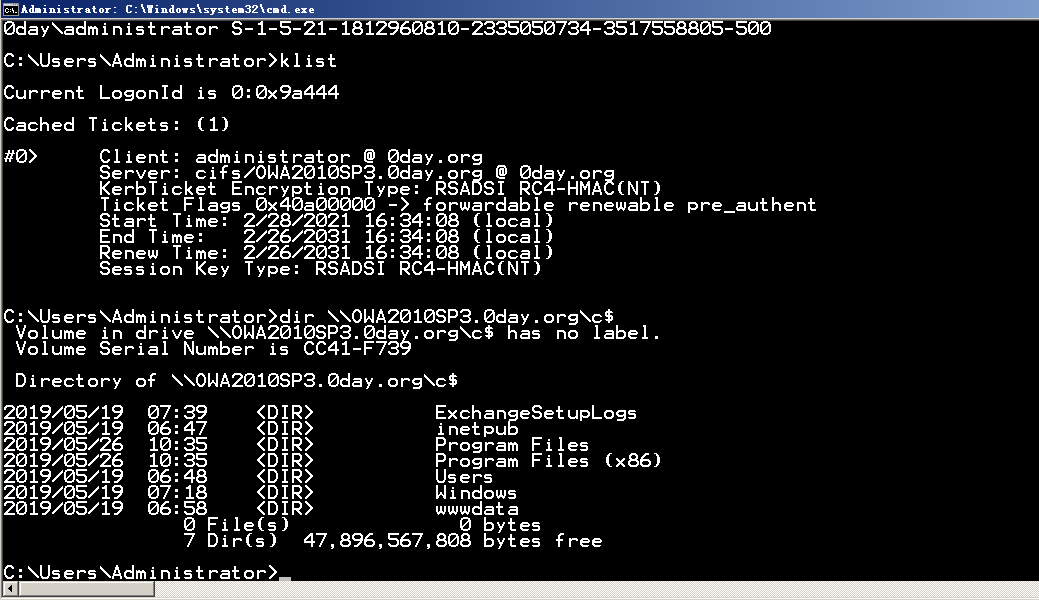 Administrator: C:\Windows\system32\cmd.exe
0day\administrator S-1-5-21-1812960810-2335050734-3517558805-500
C:\Users\Administrator>klist
Current LogonId is 0:0x9a444
Cached Tickets: (1)
#0>     Client: administrator @ 0day.org
        Server: cifs/OWA2010SP3.0day.org @ 0day.org
        KerbTicket Encryption Type: RSADSI RC4-HMAC(NT)
        Ticket Flags 0x40a00000 -> forwardable renewable pre_authent
        Start Time: 2/28/2021 16:34:08 (local)
        End Time:   2/26/2031 16:34:08 (local)
        Renew Time: 2/26/2031 16:34:08 (local)
        Session Key Type: RSADSI RC4-HMAC(NT)
C:\Users\Administrator>dir \\OWA2010SP3.0day.org\c$
 Volume in drive \\OWA2010SP3.0day.org\c$ has no label.
 Volume Serial Number is CC41-F739
 Directory of \\OWA2010SP3.0day.org\c$
2019/05/19  07:39    <DIR>          ExchangeSetupLogs
2019/05/19  06:47    <DIR>          inetpub
2019/05/26  10:35    <DIR>          Program Files
2019/05/26  10:35    <DIR>          Program Files (x86)
2019/05/19  06:48    <DIR>          Users
2019/05/19  07:18    <DIR>          Windows
2019/05/19  06:58    <DIR>          wwwdata
               0 File(s)              0 bytes
               7 Dir(s)  47,896,567,808 bytes free
C:\Users\Administrator>_